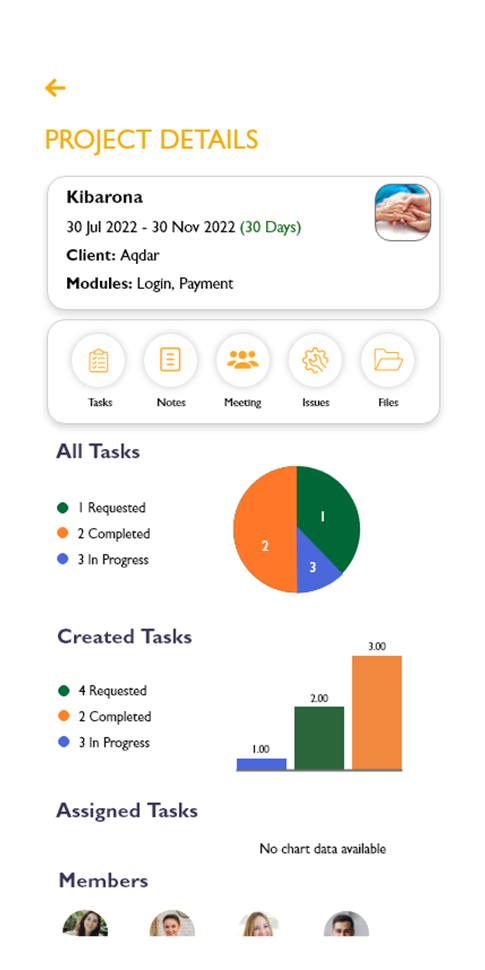 PROJECT DETAILS
Kibarona
30 Jul 2022 - 30 Nov 2022 (30 Days)
Client: Aqdar
Modules: Login, Payment
Tasks Notes Meeting Issues Files
All Tasks
1 Requested
2 Completed
3 In Progress
1
2
3
Created Tasks
4 Requested
2 Completed
3 In Progress
1.00
2.00
3.00
Assigned Tasks
No chart data available
Members